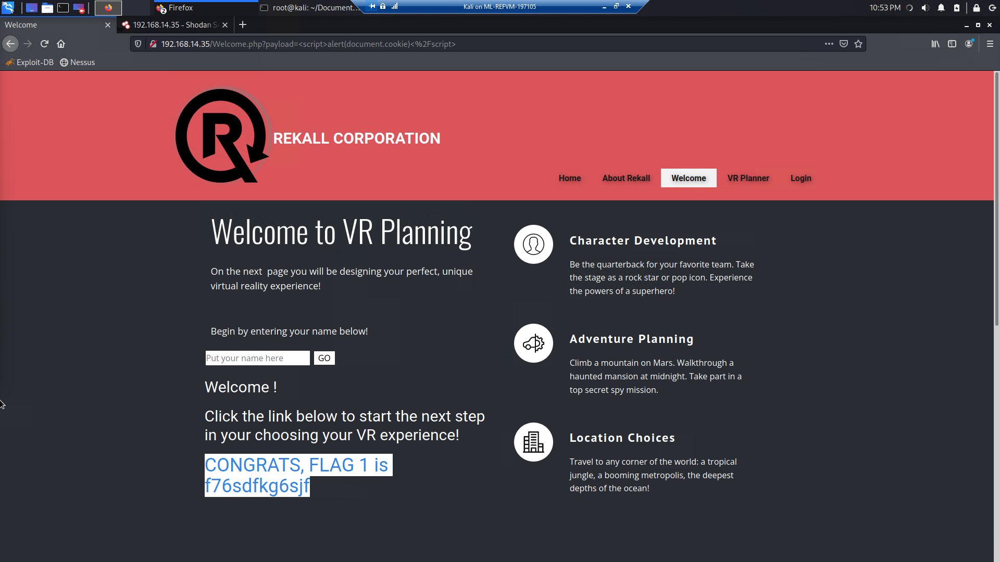 Firefox
root@kali: ~/Document...
Kali on ML-REFVM-197105
10:53 PM
Welcome
192.168.14.35 - Shodan S
192.168.14.35/Welcome.php?payload=<script>alert(document.cookie)<%2Fscript>
Exploit-DB
Nessus
REKALL CORPORATION
Home
About Rekall
Welcome
VR Planner
Login
Welcome to VR Planning
On the next page you will be designing your perfect, unique
virtual reality experience!
Begin by entering your name below!
Put your name here
GO
Welcome !
Click the link below to start the next step
in your choosing your VR experience!
CONGRATS, FLAG 1 is
f76sdfkg6sjf
Character Development
Be the quarterback for your favorite team. Take
the stage as a rock star or pop icon. Experience
the powers of a superhero!
Adventure Planning
Climb a mountain on Mars. Walkthrough a
haunted mansion at midnight. Take part in a
top secret spy mission.
Location Choices
Travel to any corner of the world: a tropical
jungle, a booming metropolis, the deepest
depths of the ocean!